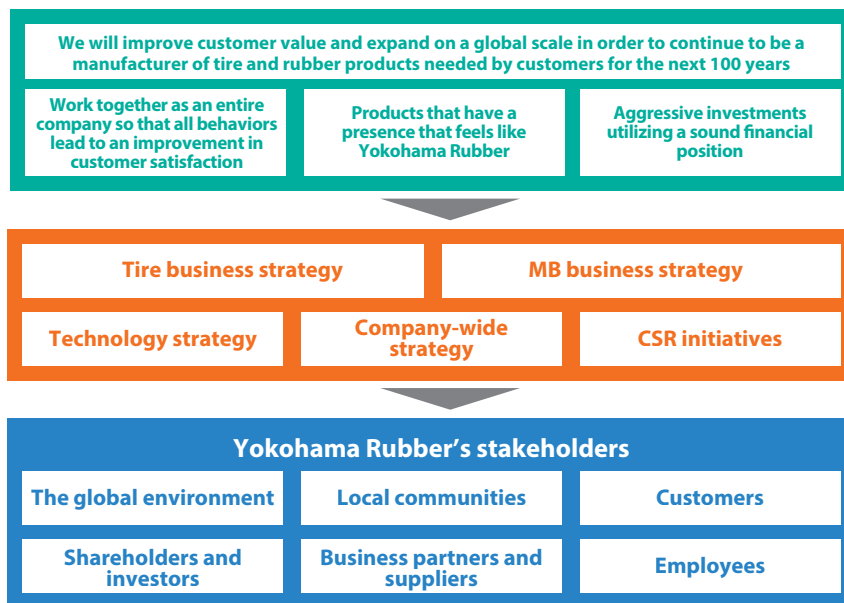 We will improve customer value and expand on a global scale in order to continue to be a
manufacturer of tire and rubber products needed by customers for the next 100 years
Work together as an entire
company so that all behaviors
lead to an improvement in
customer satisfaction
Products that have a
presence that feels like
Yokohama Rubber
Aggressive investments
utilizing a sound financial
position
Tire business strategy
MB business strategy
Technology strategy
Company-wide
strategy
CSR initiatives
Yokohama Rubber’s stakeholders
The global environment
Local communities
Customers
Shareholders and
investors
Business partners and
suppliers
Employees